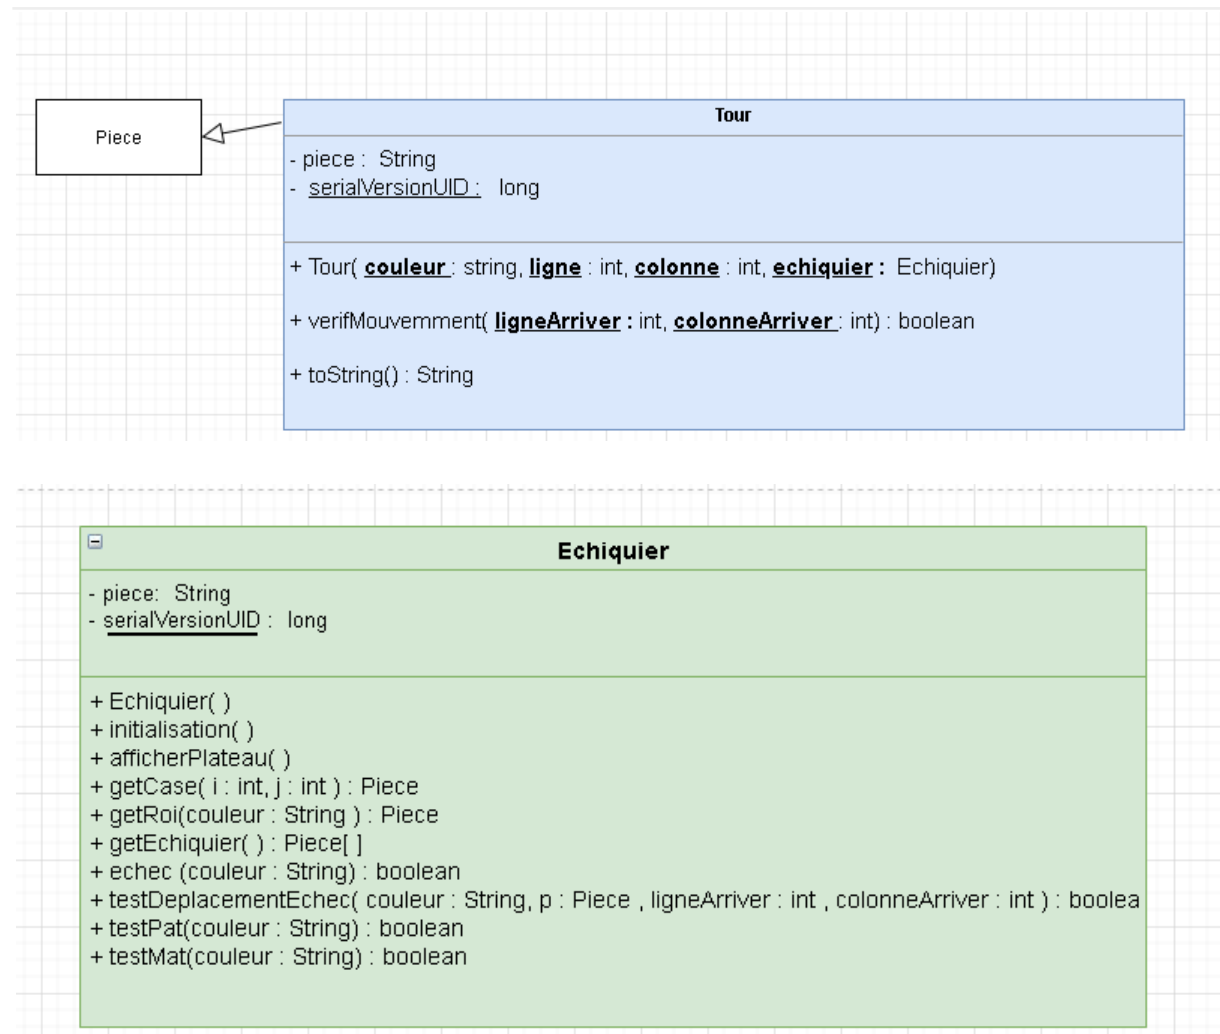 Piece
Tour
- piece : String
- serialVersionUID : long
+ Tour( couleur : string, ligne : int, colonne : int, echiquier : Echiquier)
+ verifMouvemment( ligneArriver : int, colonneArriver : int) : boolean
+ toString() : String
Echiquier
- piece: String
- serialVersionUID : long
+ Echiquier( )
+ initialisation( )
+ afficherPlateau( )
+ getCase( i : int, j : int ) : Piece
+ getRoi(couleur : String ) : Piece
+ getEchiquier( ) : Piece[ ]
+ echec (couleur : String) : boolean
+ testDeplacementEchec( couleur : String, p : Piece , ligneArriver : int , colonneArriver : int ) : boolea
+ testPat(couleur : String) : boolean
+ testMat(couleur : String) : boolean